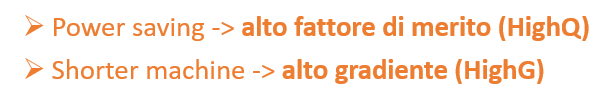 ➢ Power saving -> alto fattore di merito (HighQ)
➢ Shorter machine -> alto gradiente (HighG)